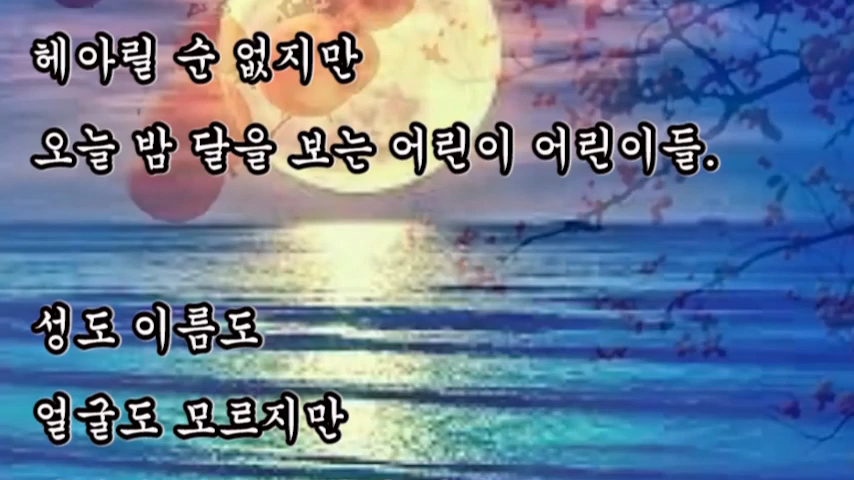 헤아릴 순 없지만
오늘 밤 달을 보는 어린이 어린이들.
성도 이름도
얼굴도 모르지만